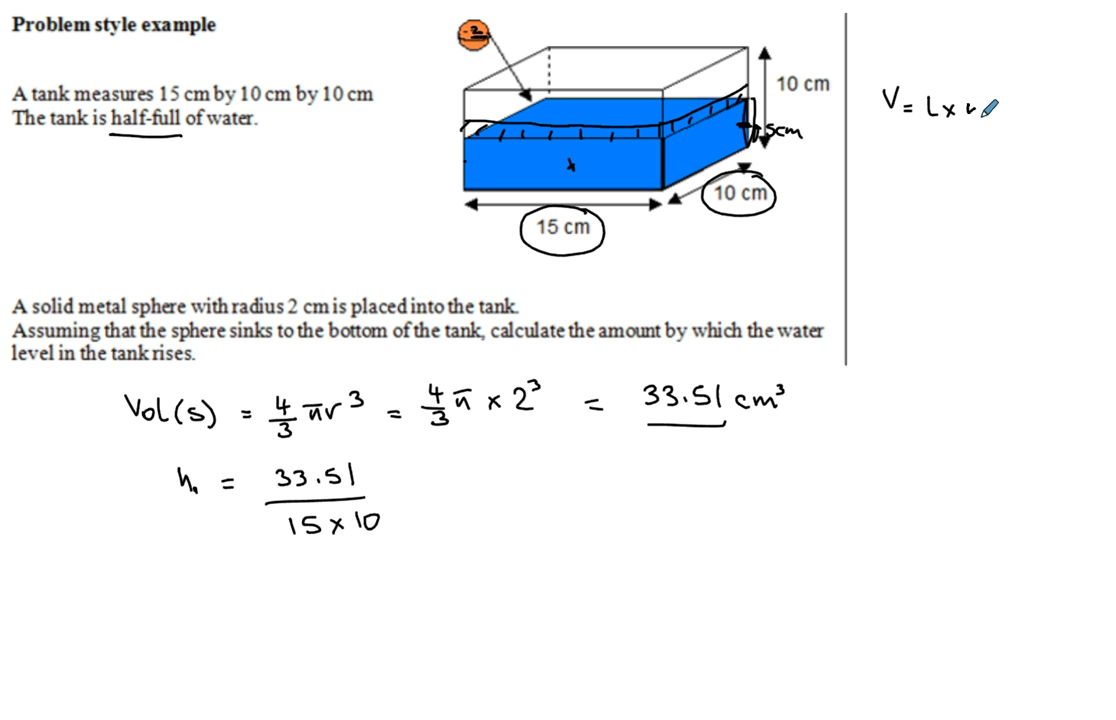 Problem style example
A tank measures 15 cm by 10 cm by 10 cm
The tank is half-full of water.
2
10 cm
5cm
10 cm
15 cm
V = L x w
A solid metal sphere with radius 2 cm is placed into the tank.
Assuming that the sphere sinks to the bottom of the tank, calculate the amount by which the water
level in the tank rises.
Vol(s) = 4/3 πr³ = 4/3 π x 2³ = 33.51 cm³
h₁ = 33.51 / 15 x 10